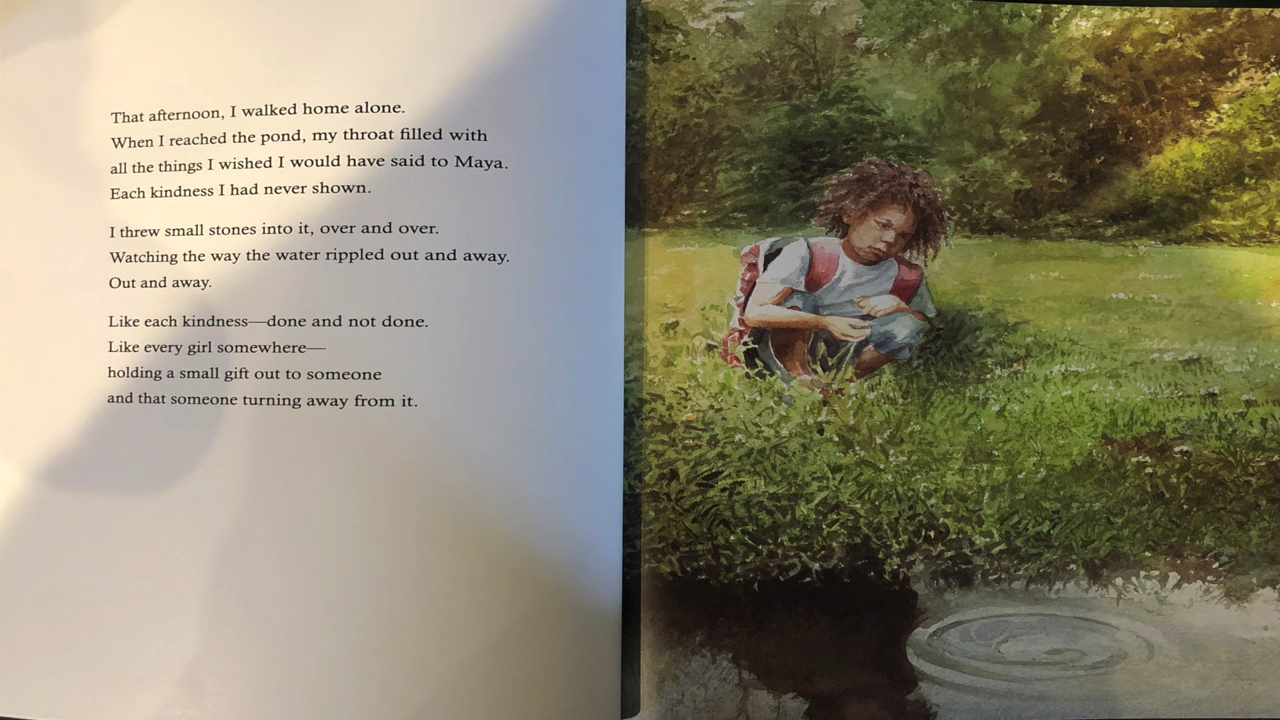 That afternoon, I walked home alone.
When I reached the pond, my throat filled with
all the things I wished I would have said to Maya.
Each kindness I had never shown.
I threw small stones into it, over and over.
Watching the way the water rippled out and away.
Out and away.
Like each kindness—done and not done.
Like every girl somewhere—
holding a small gift out to someone
and that someone turning away from it.